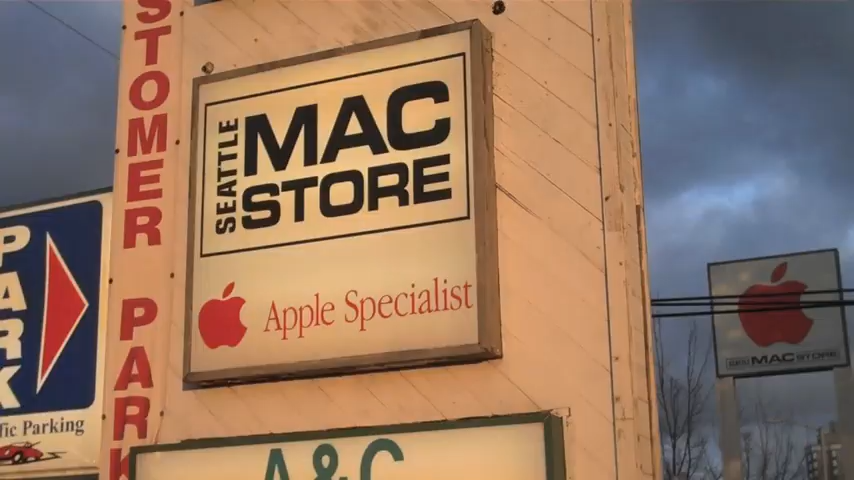 STOMER PARK
PARK
fic Parking
SEATTLE
MAC
STORE
Apple Specialist
A & C
MAC STORE